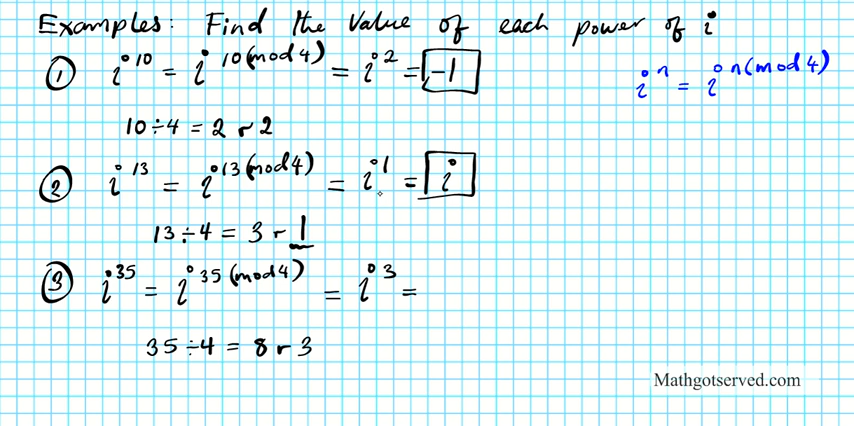 Examples: Find the Value of each power of i
① i^10 = i^10(mod 4) = i^2 = -1
i^n = i^n(mod 4)
10 ÷ 4 = 2 r 2
② i^13 = i^13(mod 4) = i^1 = i
13 ÷ 4 = 3 r 1
③ i^35 = i^35(mod 4) = i^3 =
35 ÷ 4 = 8 r 3
Mathgotserved.com